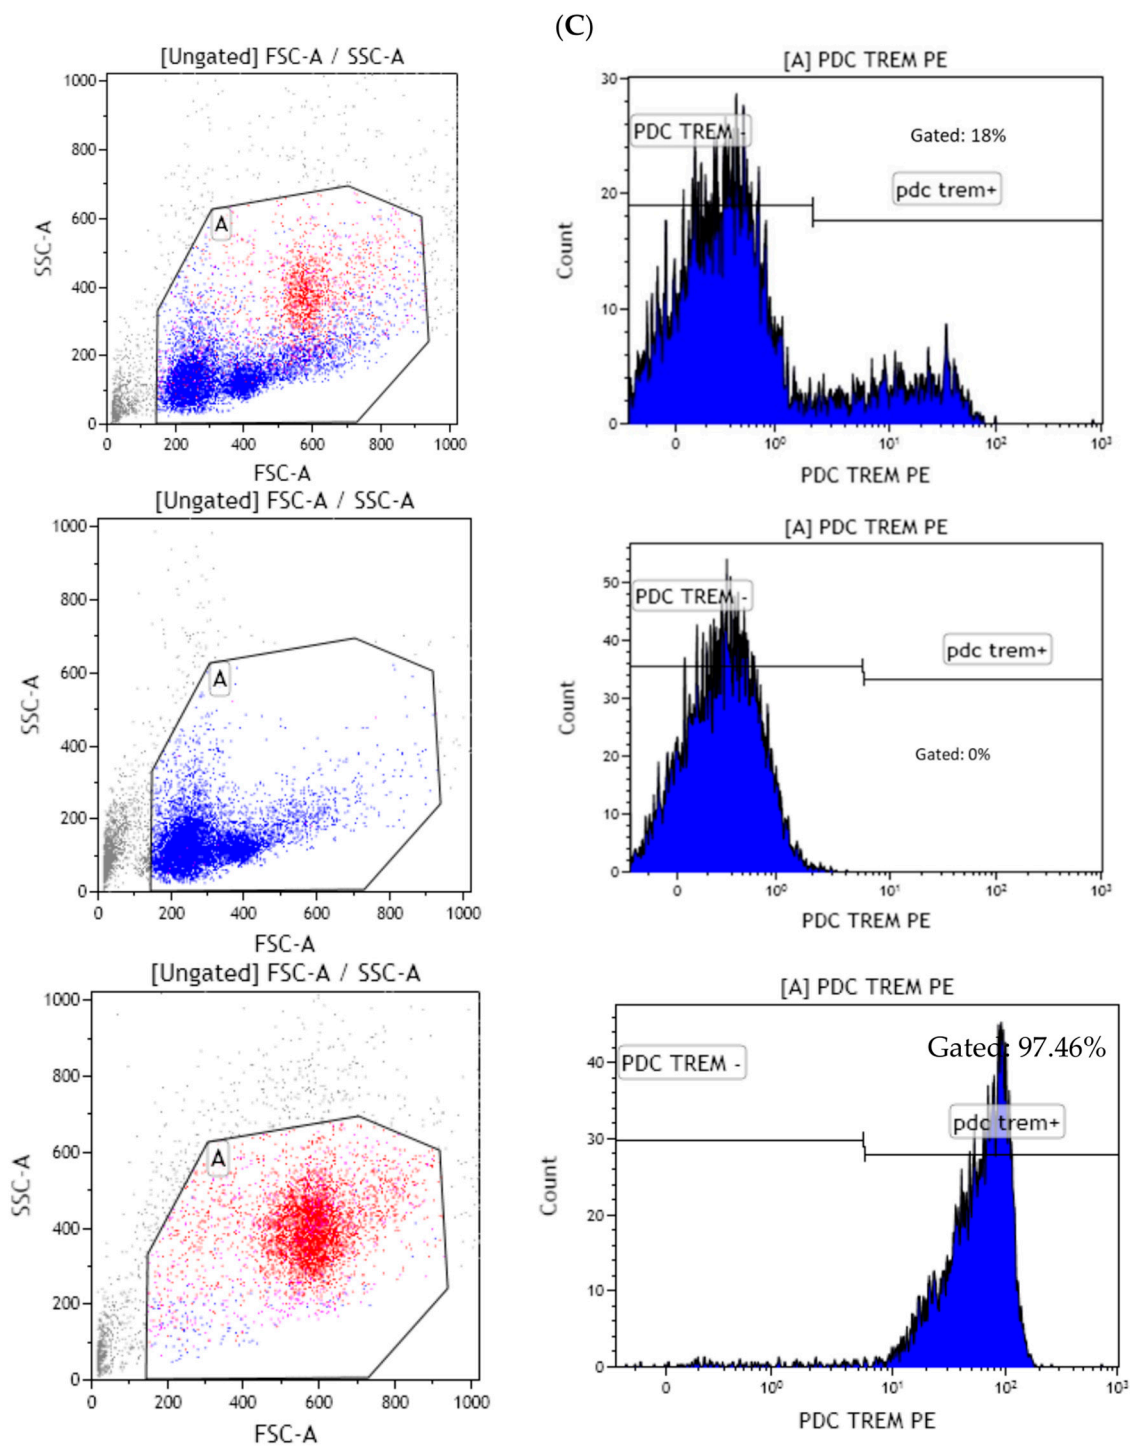 (C)
[Ungated] FSC-A / SSC-A
1000
800
600
400
200
0
SSC-A
A
0 200 400 600 800 1000
FSC-A
[A] PDC TREM PE
30
20
10
0
Count
PDC TREM -
Gated: 18%
pdc trem+
0 10⁰ 10¹ 10² 10³
PDC TREM PE
[Ungated] FSC-A / SSC-A
1000
800
600
400
200
0
SSC-A
A
0 200 400 600 800 1000
FSC-A
[A] PDC TREM PE
50
40
30
20
10
0
Count
PDC TREM -
pdc trem+
Gated: 0%
0 10⁰ 10¹ 10² 10³
PDC TREM PE
[Ungated] FSC-A / SSC-A
1000
800
600
400
200
0
SSC-A
A
0 200 400 600 800 1000
FSC-A
[A] PDC TREM PE
40
30
20
10
0
Count
Gated: 97.46%
PDC TREM -
pdc trem+
0 10⁰ 10¹ 10² 10³
PDC TREM PE